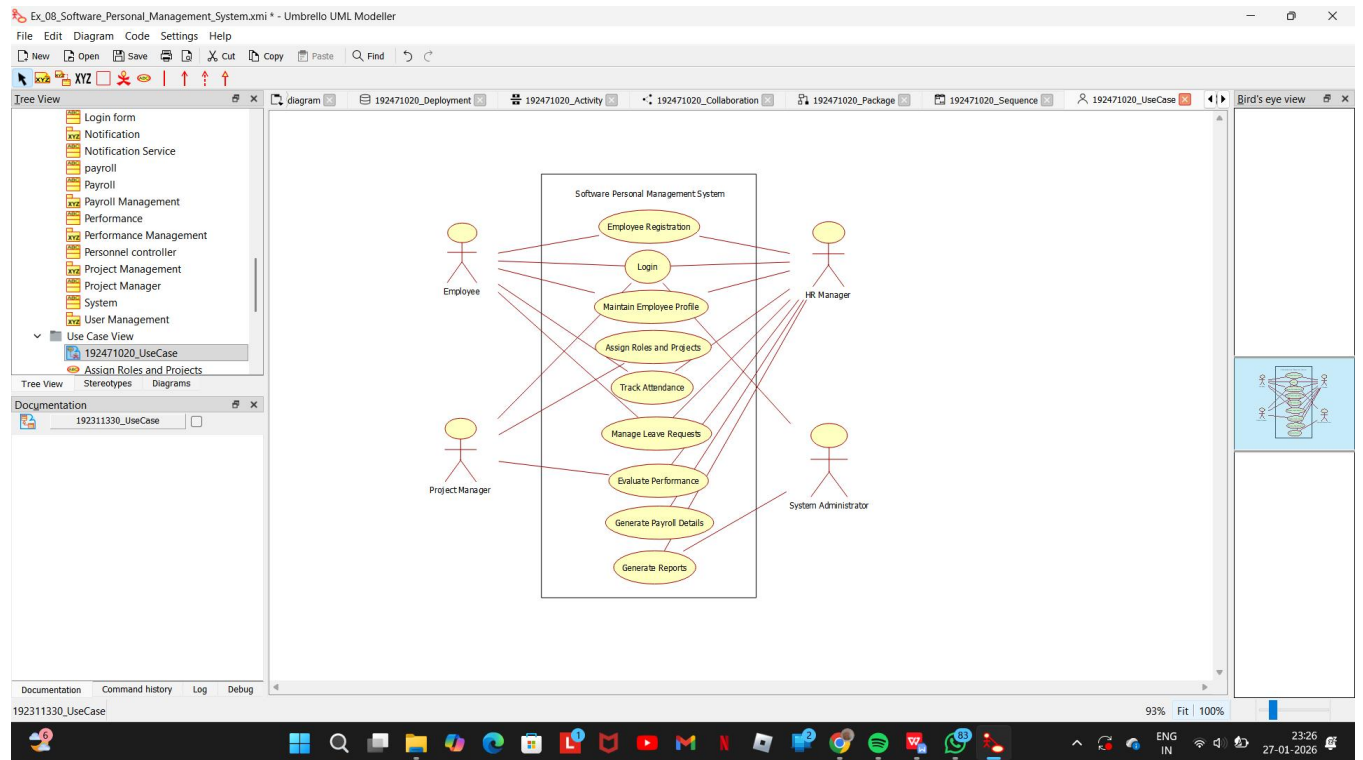 Ex_08_Software_Personal_Management_System.xmi * - Umbrello UML Modeller
File Edit Diagram Code Settings Help
New Open Save Cut Copy Paste Find
XYZ XYZ
Tree View
diagram 192471020_Deployment 192471020_Activity 192471020_Collaboration 192471020_Package 192471020_Sequence 192471020_UseCase
Bird's eye view
Login form
Notification
Notification Service
payroll
Payroll
Payroll Management
Performance
Performance Management
Personnel controller
Project Management
Project Manager
System
User Management
Use Case View
192471020_UseCase
Assign Roles and Projects
Tree View Stereotypes Diagrams
Documentation
192311330_UseCase
Software Personal Management System
Employee Registration
Login
Employee
HR Manager
Maintain Employee Profile
Assign Roles and Projects
Track Attendance
Manage Leave Requests
Evaluate Performance
Project Manager
System Administrator
Generate Payroll Details
Generate Reports
Documentation Command history Log Debug
192311330_UseCase
93% Fit 100%
6
L 1
N
2
W
83
ENG
IN
23:26
27-01-2026